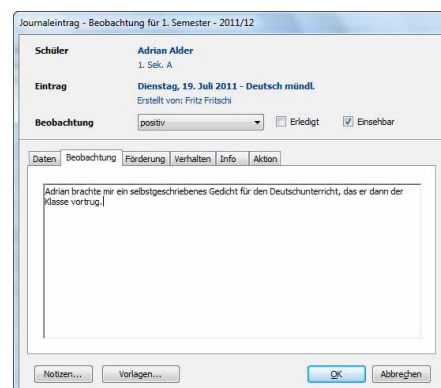 Journaleintrag - Beobachtung für 1. Semester - 2011/12
Schüler Adrian Alder
1. Sek. A
Eintrag Dienstag, 19. Juli 2011 - Deutsch mündl.
Erstellt von: Fritz Fritschi
Beobachtung positiv Erledigt Einsehbar
Daten Beobachtung Förderung Verhalten Info Aktion
Adrian brachte mir ein selbstgeschriebenes Gedicht für den Deutschunterricht, das er dann der
Klasse vortrug.
Notizen... Vorlagen... OK Abbrechen